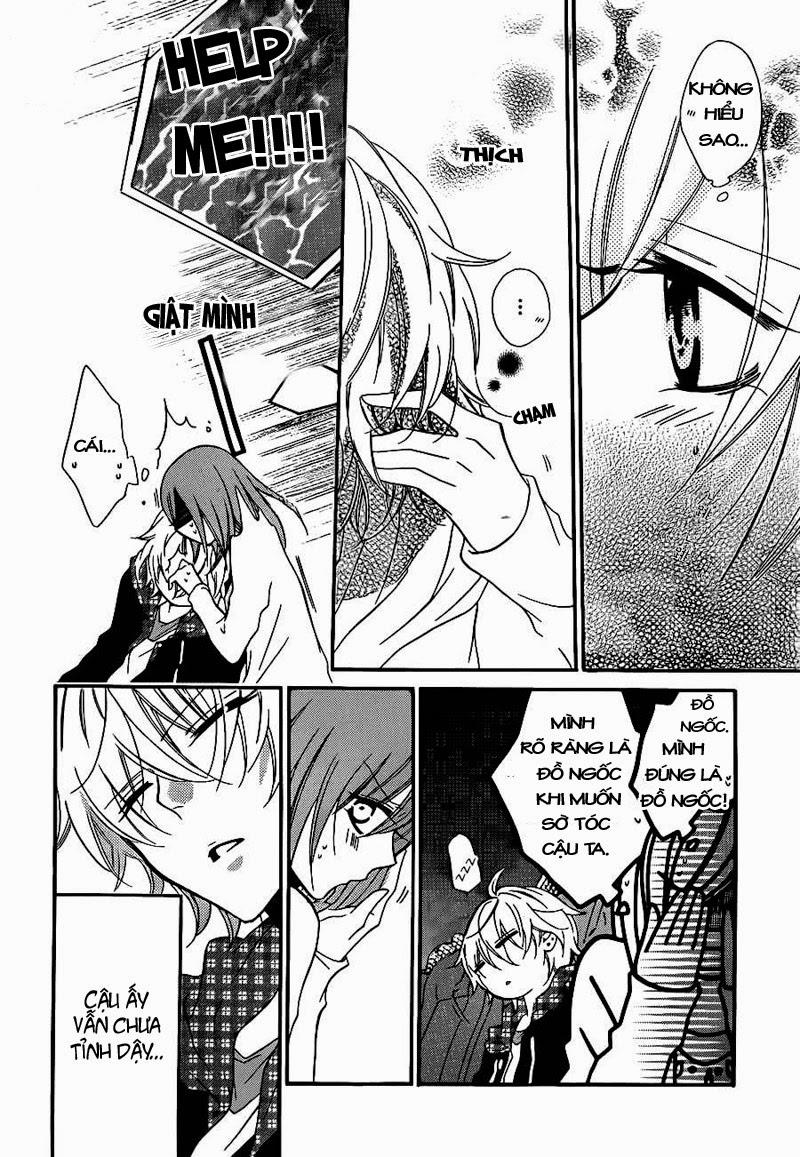 KHÔNG
HIỂU
SAO...
THỊCH
...
CHẠM
HELP
ME!!!!
GIẬT MÌNH
CÁI...
ĐỒ
NGỐC.
MÌNH
ĐÚNG LÀ
ĐỒ NGỐC!
MÌNH
RÕ RÀNG LÀ
ĐỒ NGỐC
KHI MUỐN
SỜ TÓC
CẬU TA.
ZZZ
CẬU ẤY
VẪN CHƯA
TỈNH DẬY...